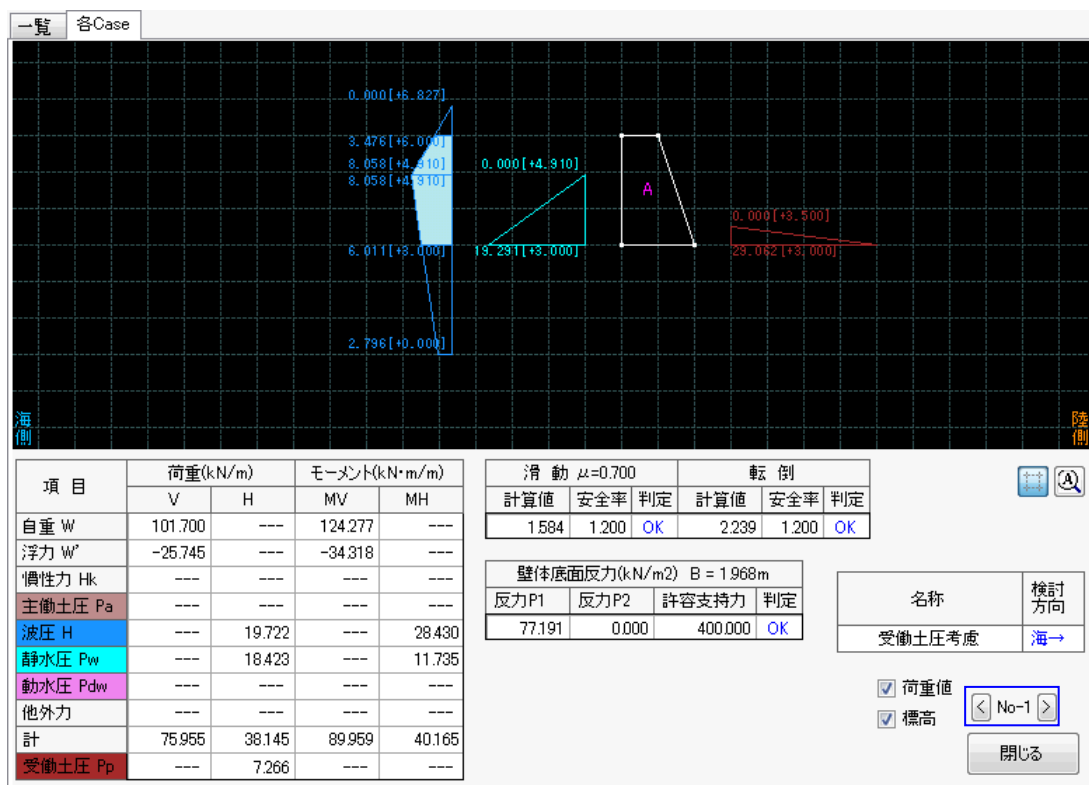 一覧 各Case
0.000[+6.827]
3.476[+6.000]
8.058[+4.910] 0.000[+4.910]
8.058[+4.910]
A
0.000[+3.500]
6.011[+3.000] 19.291[+3.000] 29.062[+3.000]
2.796[+0.000]
海側 陸側
項 目 荷重(kN/m) モーメント(kN・m/m)
V H MV MH
自重 W 101.700 --- 124.277 ---
浮力 W' -25.745 --- -34.318 ---
慣性力 Hk --- --- --- ---
主働土圧 Pa --- --- --- ---
波圧 H --- 19.722 --- 28.430
静水圧 Pw --- 18.423 --- 11.735
動水圧 Pdw --- --- --- ---
他外力 --- --- --- ---
計 75.955 38.145 89.959 40.165
受働土圧 Pp --- 7.266 --- ---
滑 動 μ=0.700 転 倒
計算値 安全率 判定 計算値 安全率 判定
1.584 1.200 OK 2.239 1.200 OK
壁体底面反力(kN/m2) B = 1.968m
反力P1 反力P2 許容支持力 判定
77.191 0.000 400.000 OK
名称 検討方向
受働土圧考慮 海→
荷重値
標高
< No-1 >
閉じる